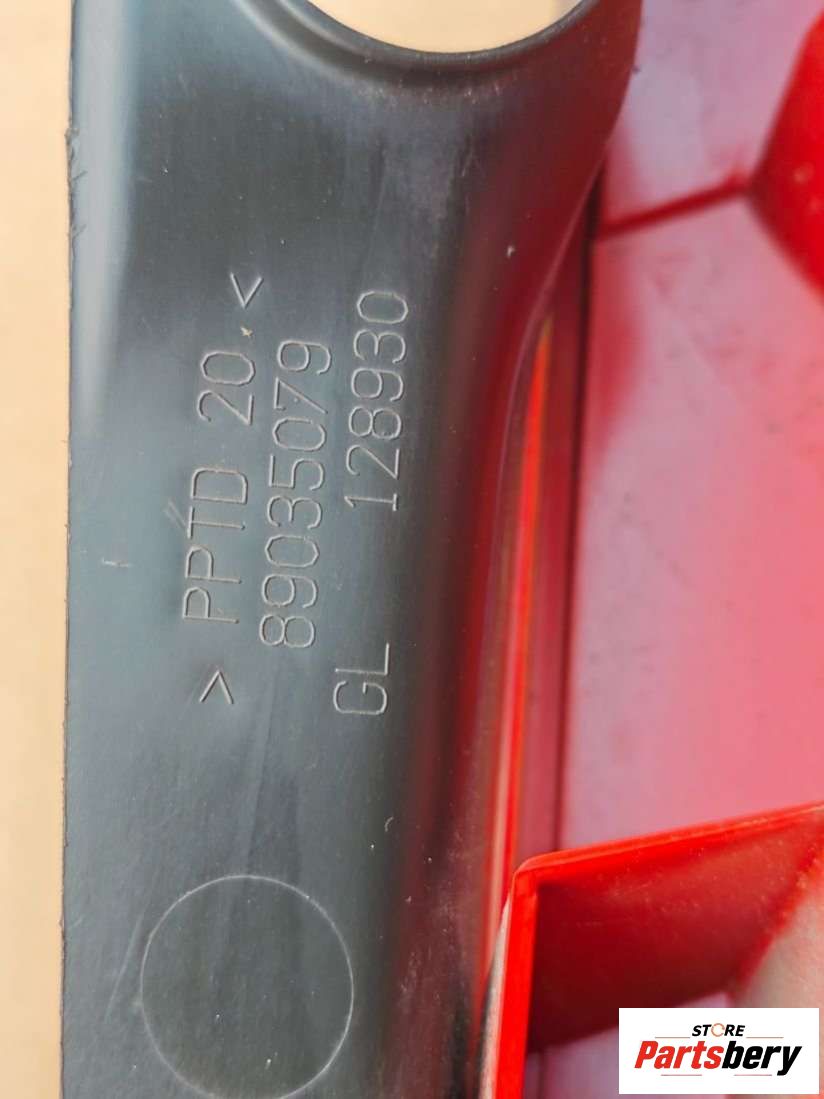 > PPTD 20 <
89035079
GL 128930
STORE
Partsbery